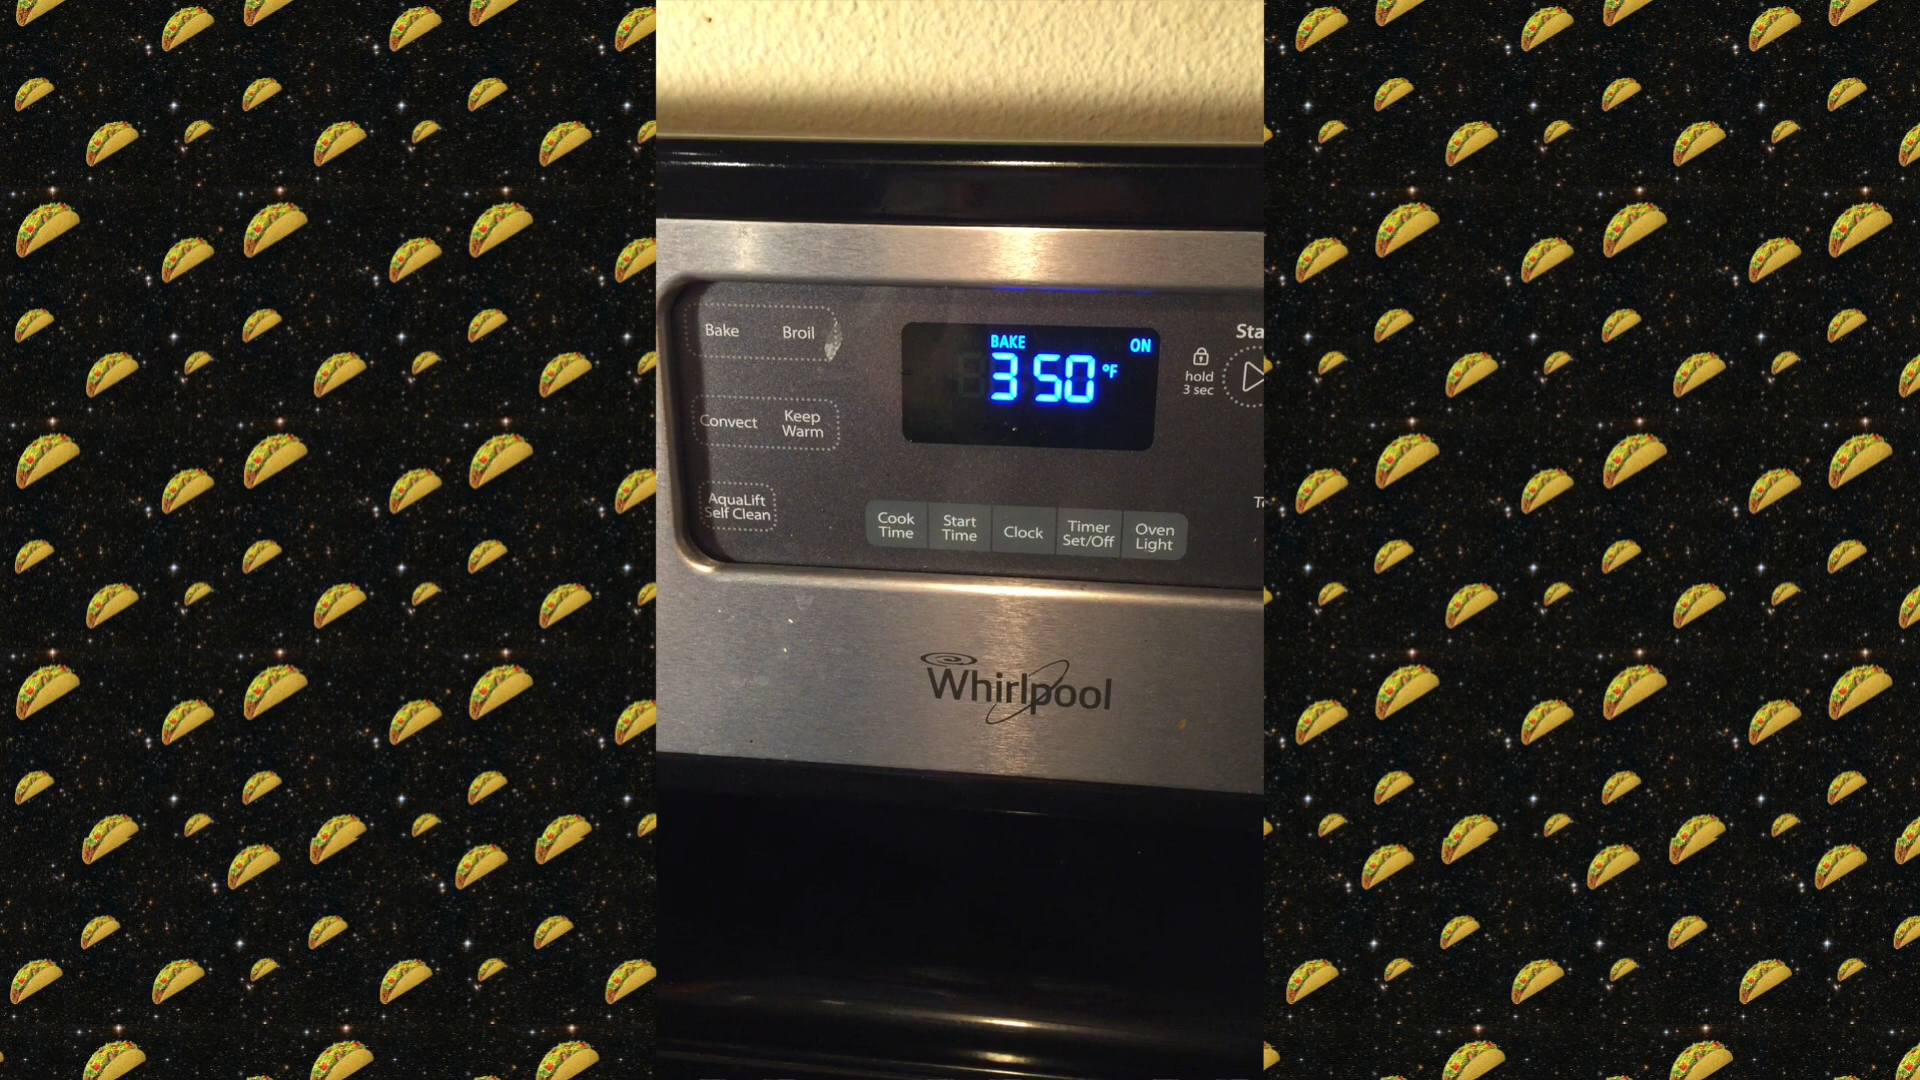 Bake Broil
BAKE ON
350 °F
hold
3 sec
Convect
Keep
Warm
AquaLift
Self Clean
Cook
Time
Start
Time
Clock
Timer
Set/Off
Oven
Light
Whirlpool